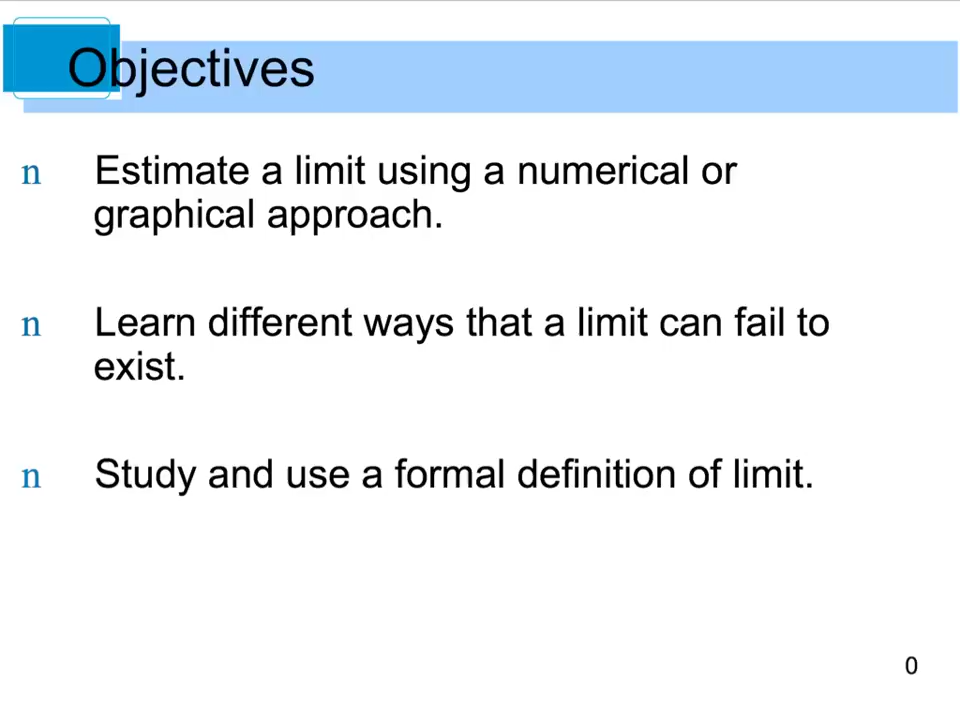 Objectives
n Estimate a limit using a numerical or
graphical approach.
n Learn different ways that a limit can fail to
exist.
n Study and use a formal definition of limit.
0